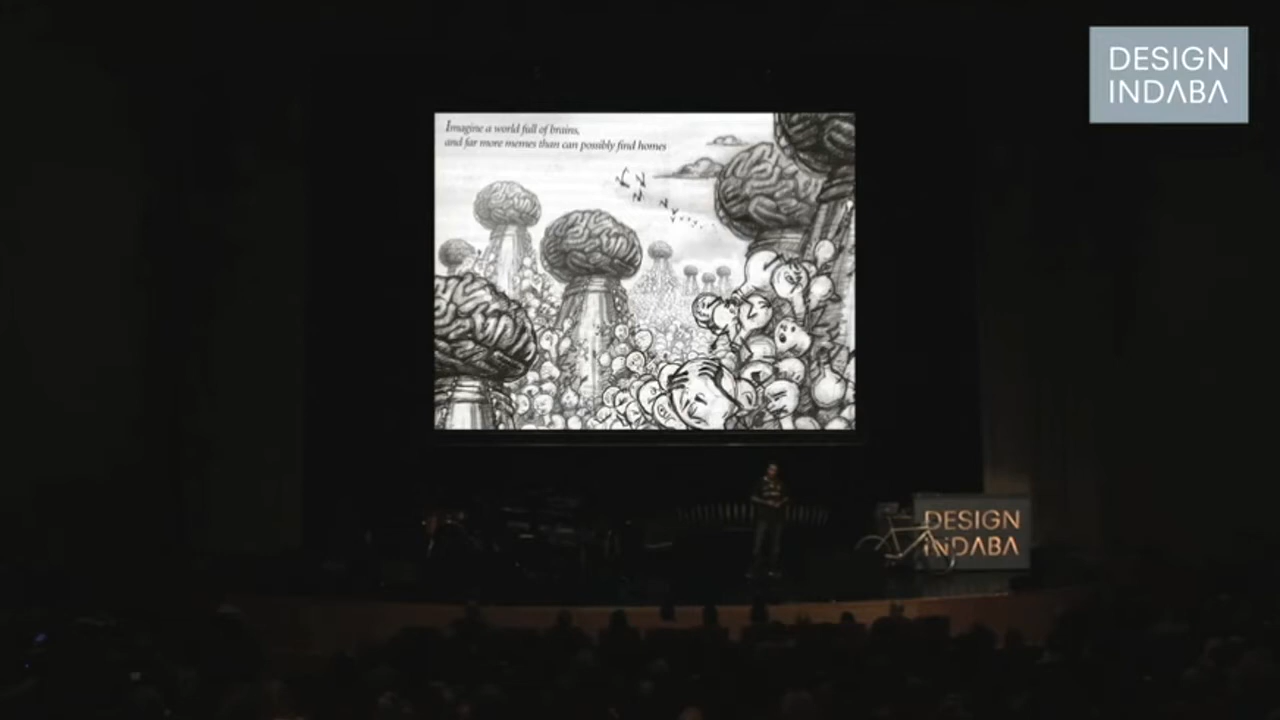 DESIGN
INDABA
Imagine a world full of brains,
and far more memes than can possibly find homes
DESIGN
INDABA